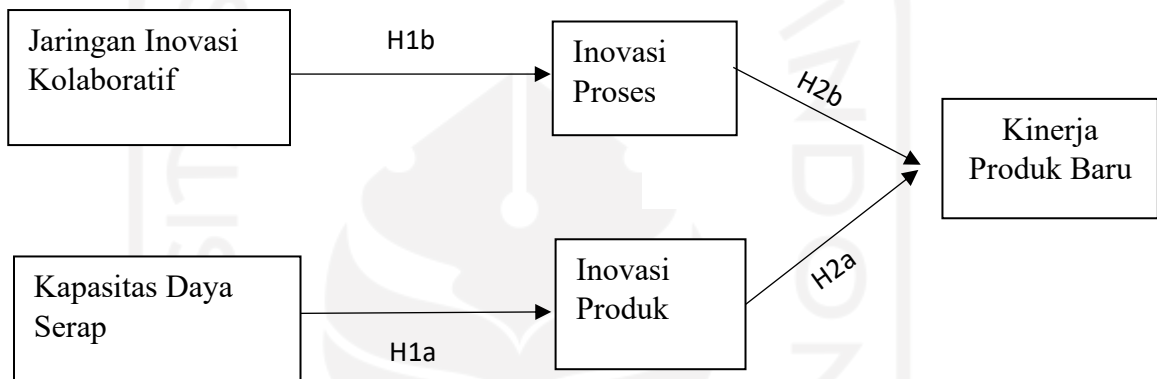 Jaringan Inovasi
Kolaboratif
H1b
Inovasi
Proses
H2b
Kinerja
Produk Baru
Kapasitas Daya
Serap
H1a
Inovasi
Produk
H2a